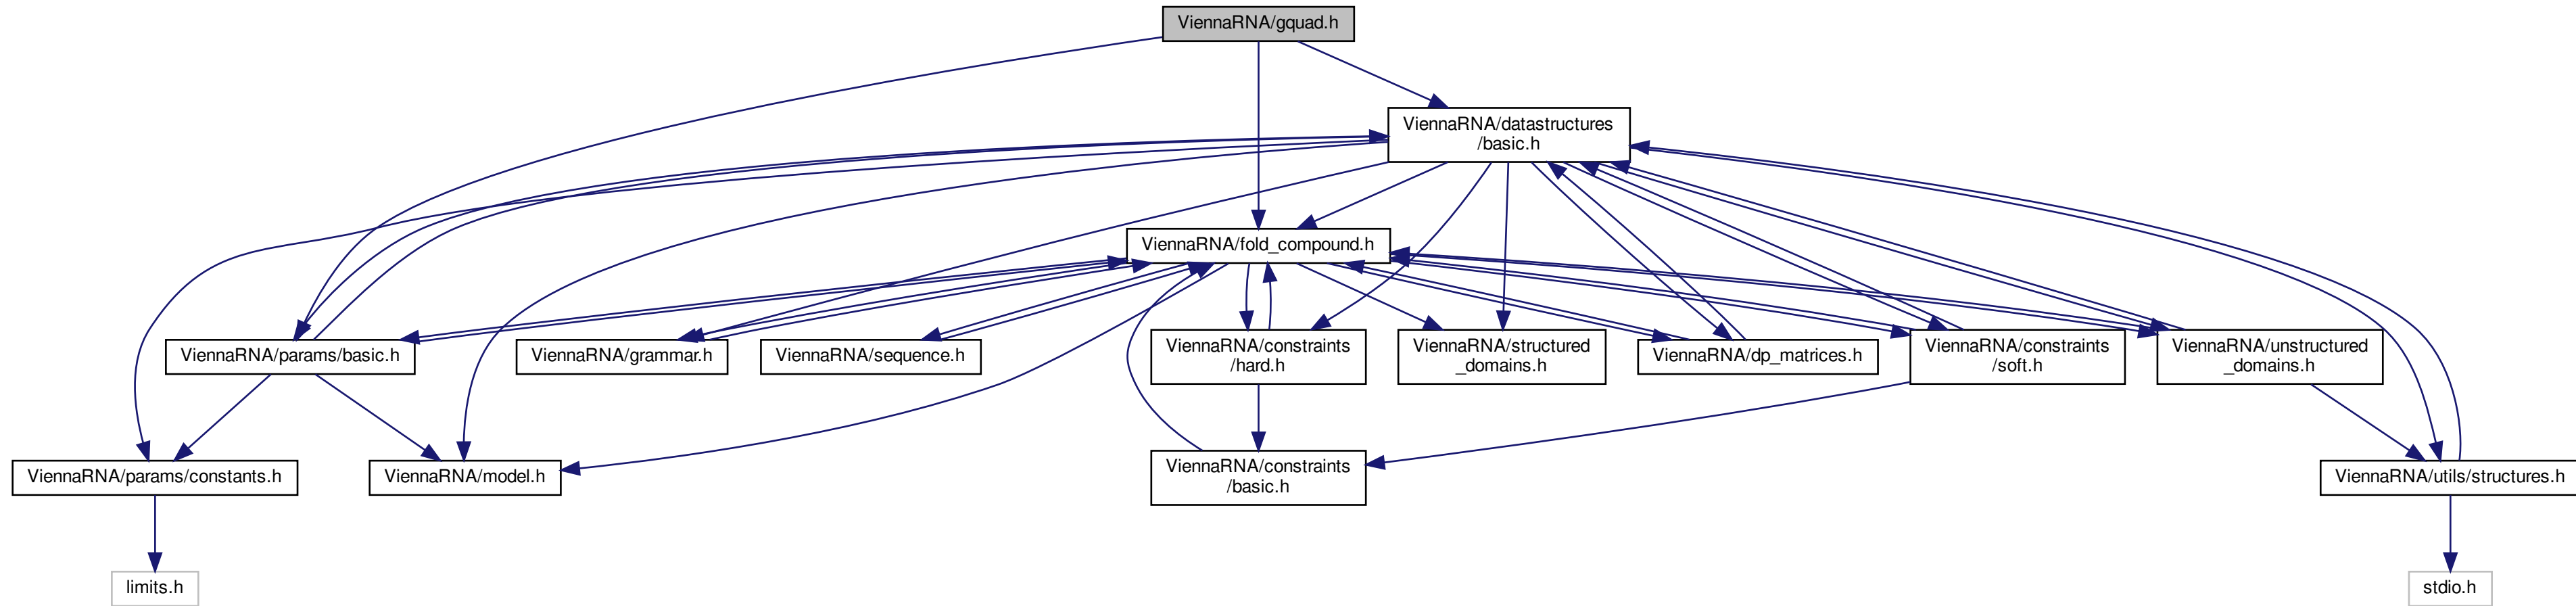 ViennaRNA/gquad.h
ViennaRNA/datastructures
/basic.h
ViennaRNA/fold_compound.h
ViennaRNA/params/basic.h
ViennaRNA/grammar.h
ViennaRNA/sequence.h
ViennaRNA/constraints
/hard.h
ViennaRNA/structured
_domains.h
ViennaRNA/dp_matrices.h
ViennaRNA/constraints
/soft.h
ViennaRNA/unstructured
_domains.h
ViennaRNA/params/constants.h
ViennaRNA/model.h
ViennaRNA/constraints
/basic.h
ViennaRNA/utils/structures.h
limits.h
stdio.h